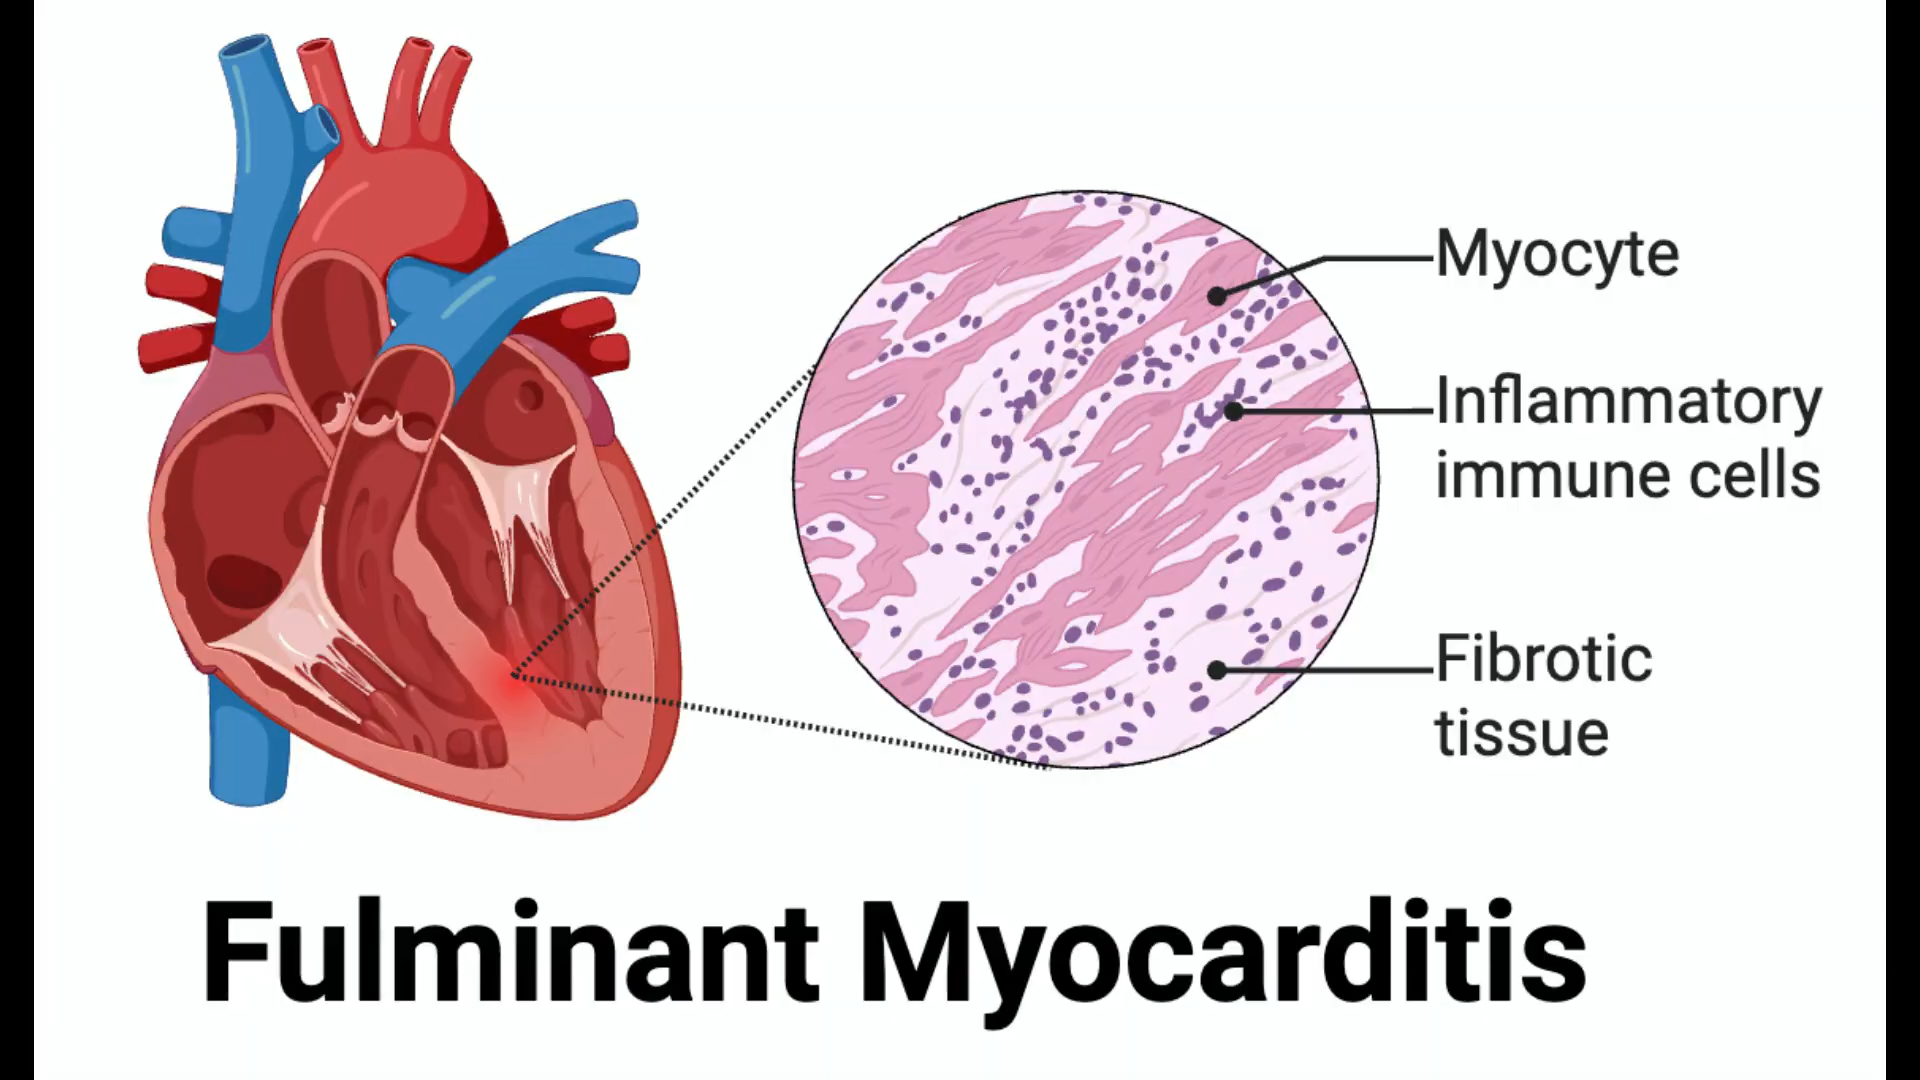 Myocyte
Inflammatory
immune cells
Fibrotic
tissue
Fulminant Myocarditis